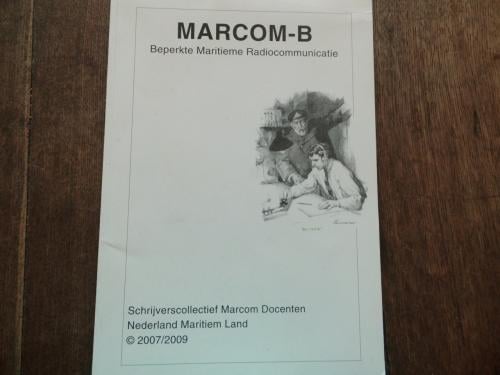 MARCOM-B
Beperkte Maritieme Radiocommunicatie
Schrijverscollectief Marcom Docenten
Nederland Maritiem Land
© 2007/2009